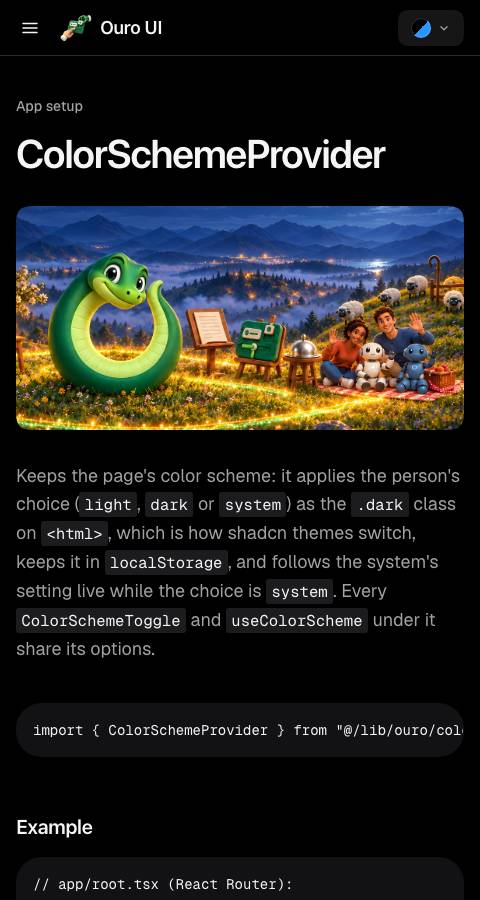 Ouro UI
App setup
ColorSchemeProvider
Keeps the page's color scheme: it applies the person's
choice (light, dark or system) as the .dark class
on <html>, which is how shadcn themes switch,
keeps it in localStorage, and follows the system's
setting live while the choice is system. Every
ColorSchemeToggle and useColorScheme under it
share its options.
import { ColorSchemeProvider } from "@/lib/ouro/col
Example
// app/root.tsx (React Router):